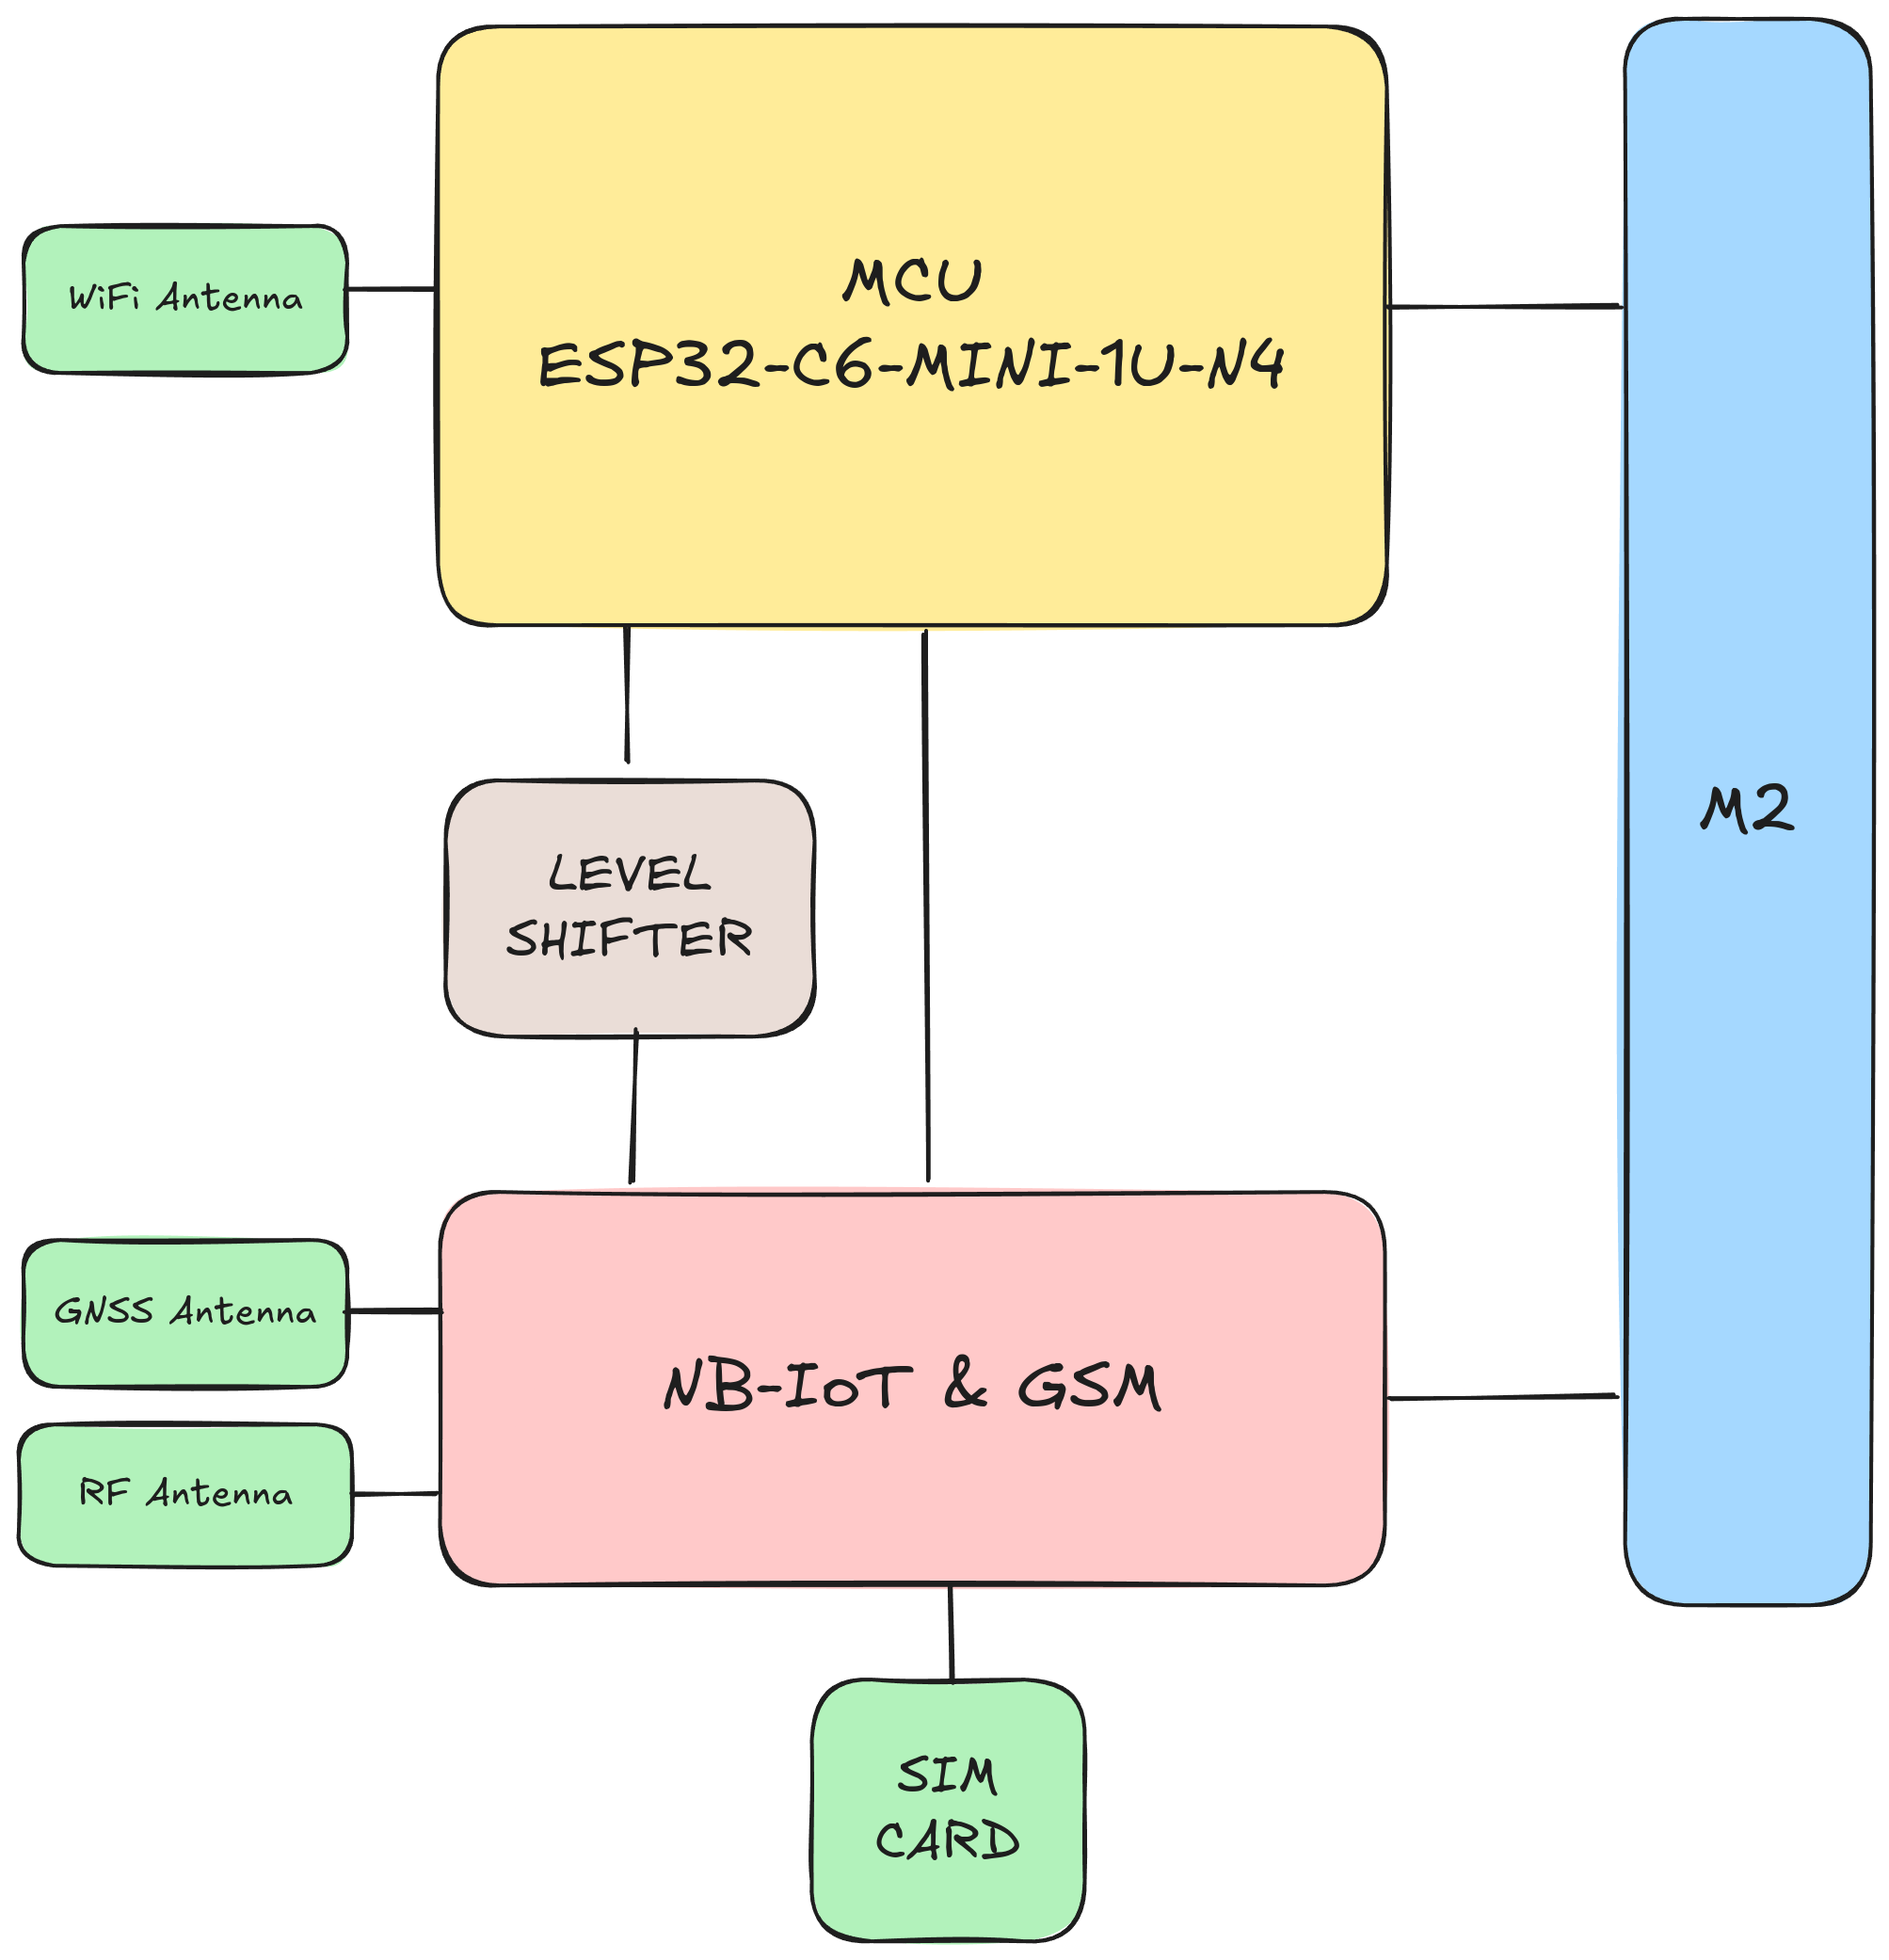 MCU
ESP32-C6-MINI-1U-N4
WiFi Antenna
M2
LEVEL
SHIFTER
GNSS Antenna
NB-IoT & GSM
RF Antenna
SIM
CARD